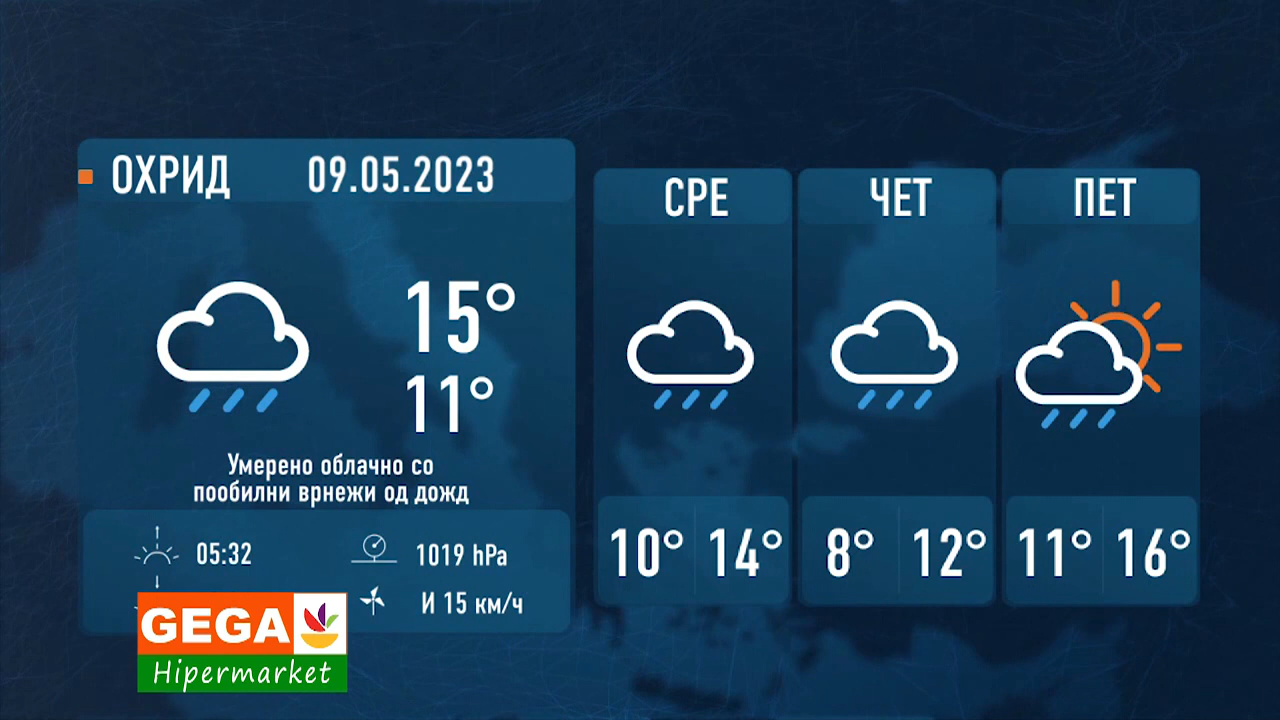 ОХРИД 09.05.2023
15°
11°
Умерено облачно со
пообилни врнежи од дожд
05:32
1019 hPa
И 15 км/ч
GEGA
Hipermarket
СРЕ
10° 14°
ЧЕТ
8° 12°
ПЕТ
11° 16°